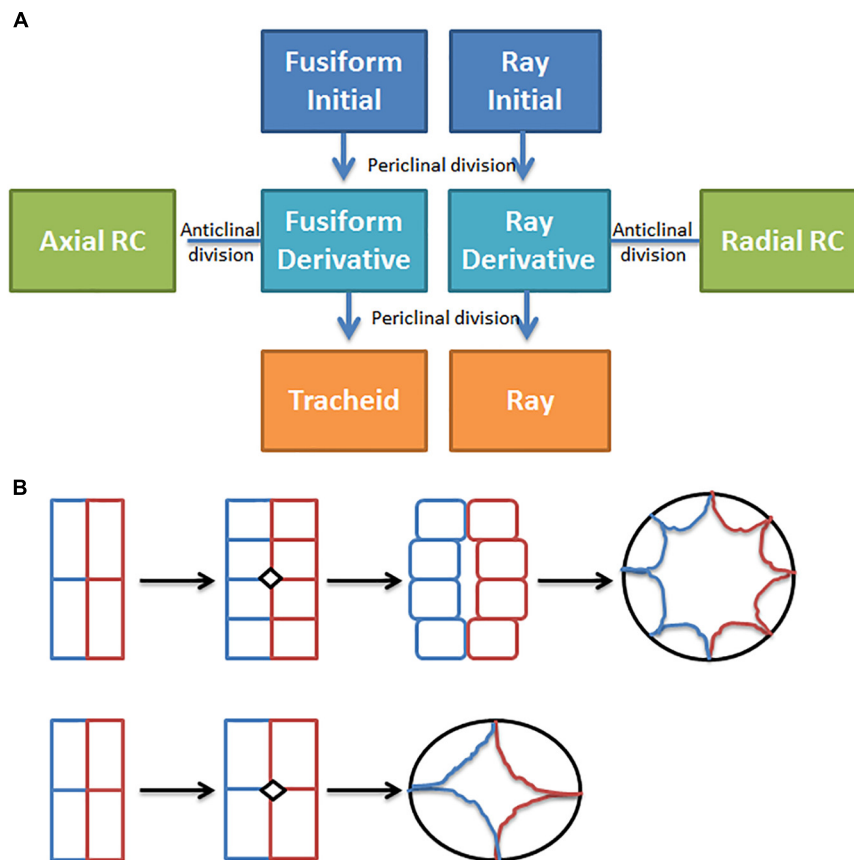 A
Fusiform
Initial
Ray
Initial
Periclinal division
Axial RC
Anticlinal
division
Fusiform
Derivative
Ray
Derivative
Anticlinal
division
Radial RC
Periclinal division
Tracheid
Ray
B